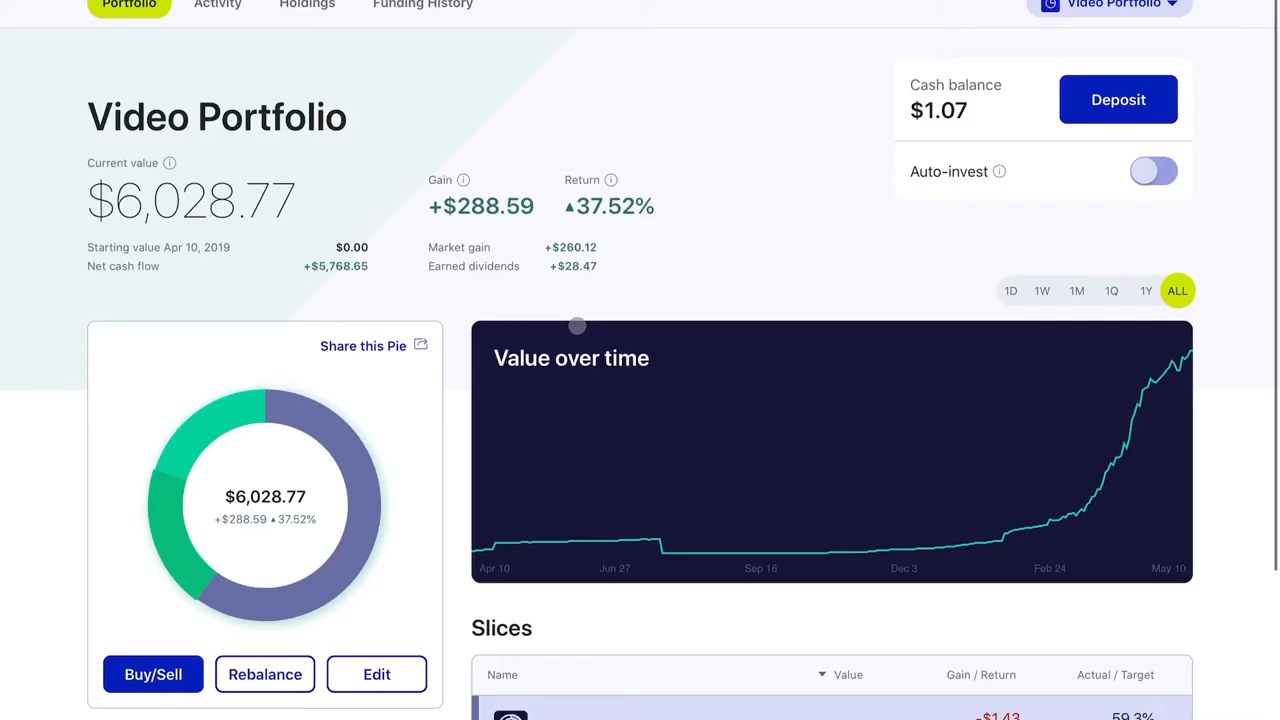 Portfolio Activity Holdings Funding History Video Portfolio
Cash balance
$1.07
Deposit
Video Portfolio
Auto-invest
Current value
$6,028.77
Gain
+$288.59
Return
▲37.52%
Starting value Apr 10, 2019 $0.00
Net cash flow +$5,768.65
Market gain +$260.12
Earned dividends +$28.47
1D 1W 1M 1Q 1Y ALL
Share this Pie
$6,028.77
+$288.59 ▲37.52%
Buy/Sell Rebalance Edit
Value over time
Apr 10 Jun 27 Sep 16 Dec 3 Feb 24 May 10
Slices
Name Value Gain / Return Actual / Target
-$1.43 59.3%